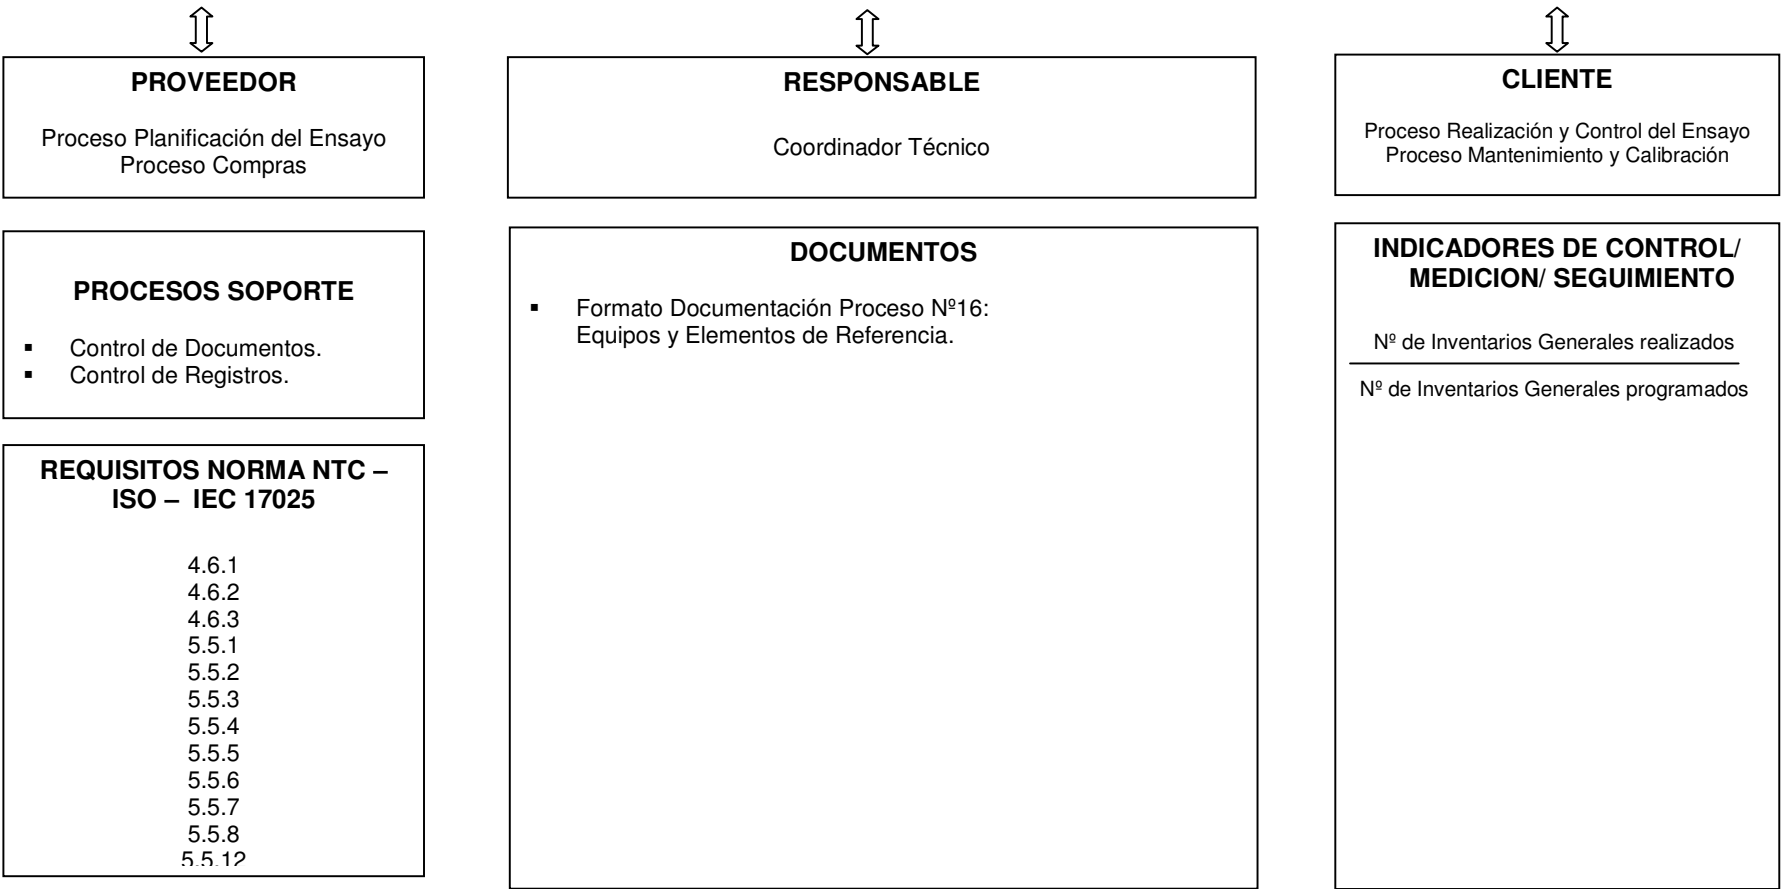 PROVEEDOR
Proceso Planificación del Ensayo
Proceso Compras
RESPONSABLE
Coordinador Técnico
CLIENTE
Proceso Realización y Control del Ensayo
Proceso Mantenimiento y Calibración
PROCESOS SOPORTE
▪ Control de Documentos.
▪ Control de Registros.
DOCUMENTOS
▪ Formato Documentación Proceso Nº16:
Equipos y Elementos de Referencia.
INDICADORES DE CONTROL/
MEDICION/ SEGUIMIENTO
Nº de Inventarios Generales realizados
Nº de Inventarios Generales programados
REQUISITOS NORMA NTC –
ISO – IEC 17025
4.6.1
4.6.2
4.6.3
5.5.1
5.5.2
5.5.3
5.5.4
5.5.5
5.5.6
5.5.7
5.5.8
5.5.12